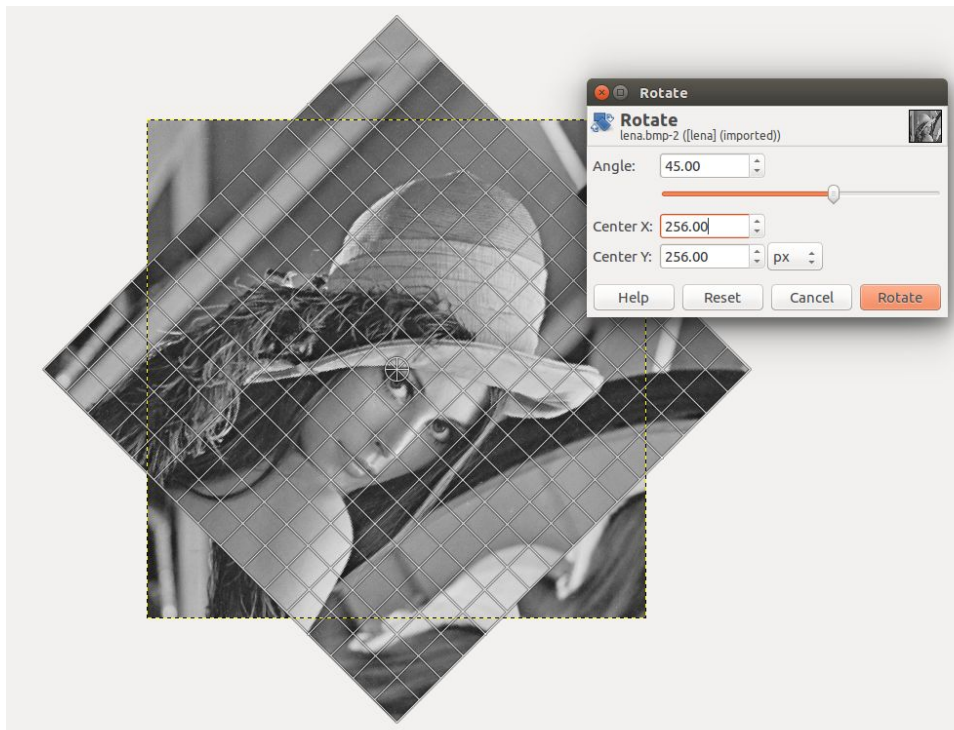 Rotate
Rotate
lena.bmp-2 ([lena] (imported))
Angle: 45.00
Center X: 256.00
Center Y: 256.00 px
Help Reset Cancel Rotate